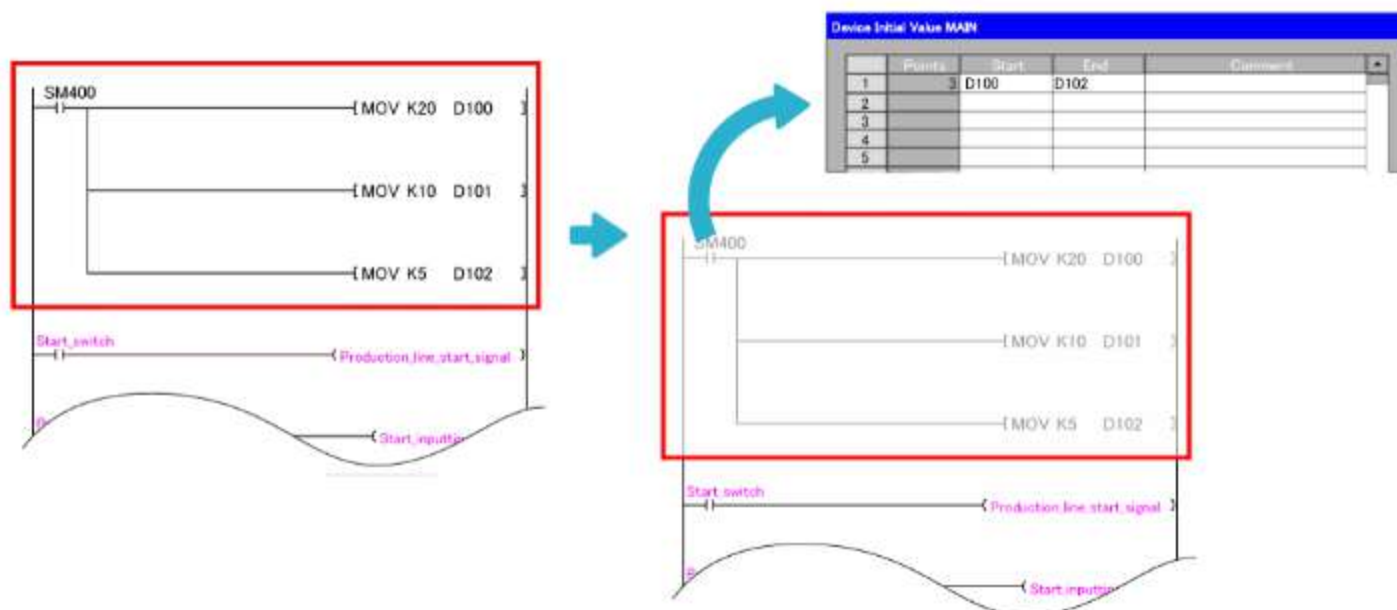 SM400
MOV K20 D100
MOV K10 D101
MOV K5 D102
Start_switch
Production_line_start_signal
Device Initial Value MAIN
Points Start End Comment
1 3 D100 D102
2
3
4
5
SM400
MOV K20 D100
MOV K10 D101
MOV K5 D102
Start_switch
Production_line_start_signal